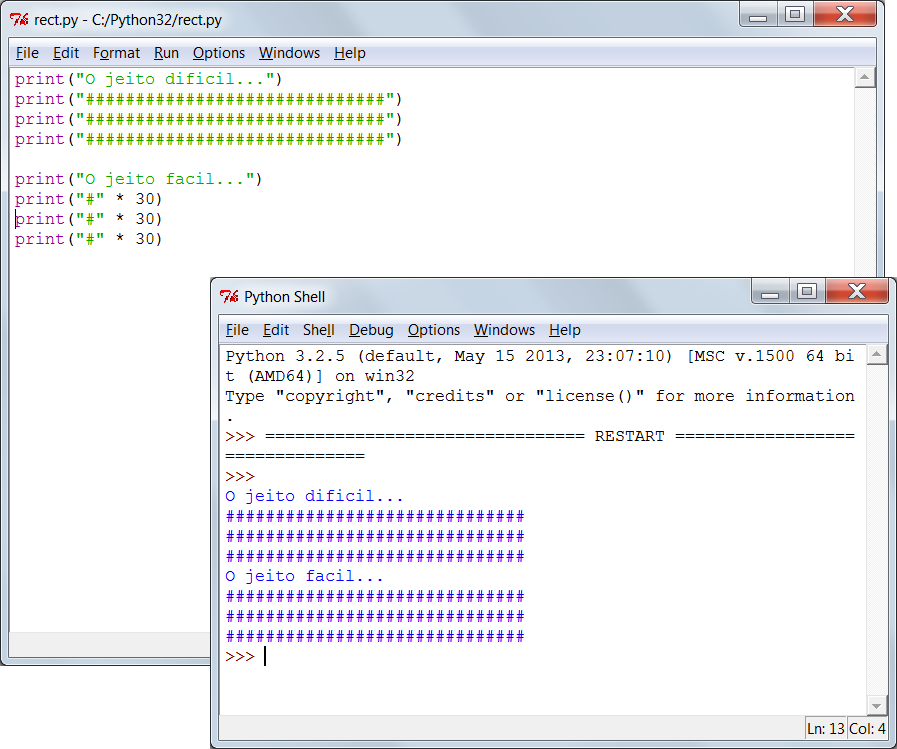 rect.py - C:/Python32/rect.py
File Edit Format Run Options Windows Help
print("O jeito dificil...")
print("##############################")
print("##############################")
print("##############################")
print("O jeito facil...")
print("#" * 30)
print("#" * 30)
print("#" * 30)
Python Shell
File Edit Shell Debug Options Windows Help
Python 3.2.5 (default, May 15 2013, 23:07:10) [MSC v.1500 64 bi
t (AMD64)] on win32
Type "copyright", "credits" or "license()" for more information
.
>>> ================================ RESTART ==================
==============
>>>
O jeito dificil...
##############################
##############################
##############################
O jeito facil...
##############################
##############################
##############################
>>>
Ln: 13 Col: 4